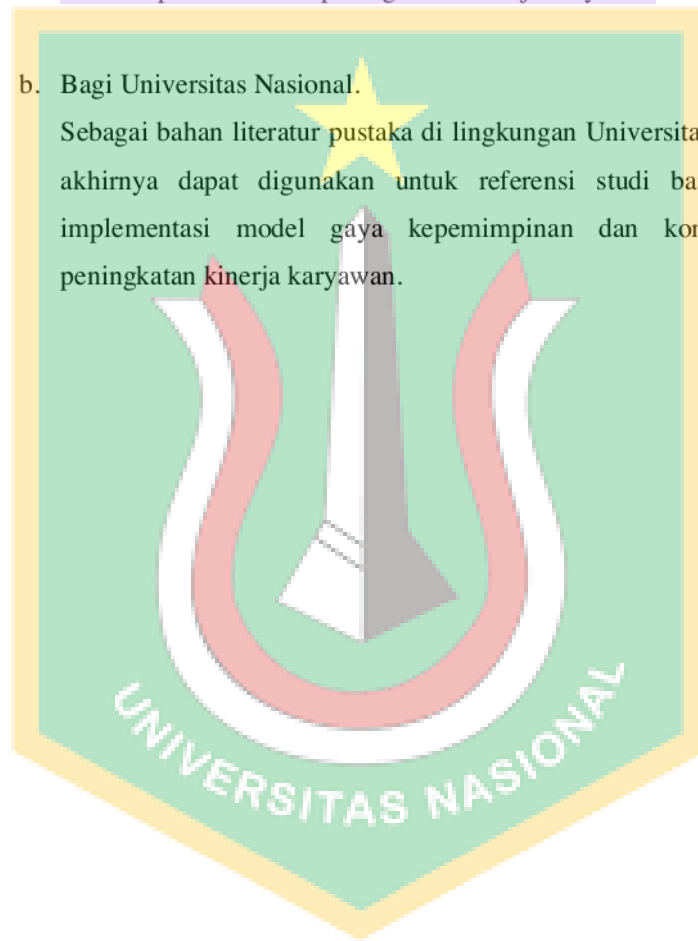 b. Bagi Universitas Nasional.
Sebagai bahan literatur pustaka di lingkungan Universita
akhirnya dapat digunakan untuk referensi studi ba
implementasi model gaya kepemimpinan dan kor
peningkatan kinerja karyawan.
UNIVERSITAS NASIONAL